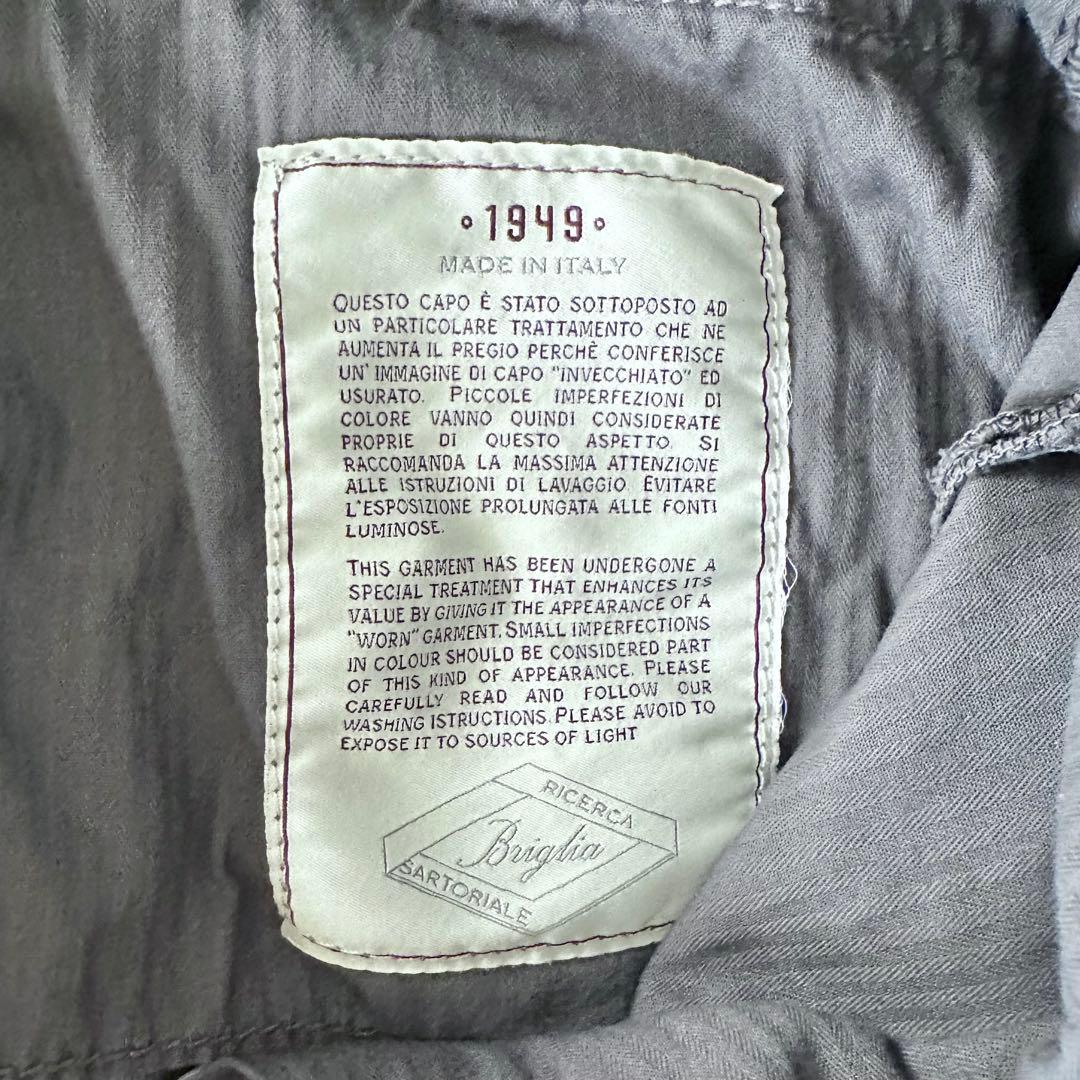 ° 1949 °
MADE IN ITALY
QUESTO CAPO È STATO SOTTOPOSTO AD
UN PARTICOLARE TRATTAMENTO CHE NE
AUMENTA IL PREGIO PERCHÈ CONFERISCE
UN' IMMAGINE DI CAPO "INVECCHIATO" ED
USURATO. PICCOLE IMPERFEZIONI DI
COLORE VANNO QUINDI CONSIDERATE
PROPRIE DI QUESTO ASPETTO. SI
RACCOMANDA LA MASSIMA ATTENZIONE
ALLE ISTRUZIONI DI LAVAGGIO. EVITARE
L'ESPOSIZIONE PROLUNGATA ALLE FONTI
LUMINOSE.
THIS GARMENT HAS BEEN UNDERGONE A
SPECIAL TREATMENT THAT ENHANCES ITS
VALUE BY GIVING IT THE APPEARANCE OF A
"WORN" GARMENT. SMALL IMPERFECTIONS
IN COLOUR SHOULD BE CONSIDERED PART
OF THIS KIND OF APPEARANCE. PLEASE
CAREFULLY READ AND FOLLOW OUR
WASHING ISTRUCTIONS. PLEASE AVOID TO
EXPOSE IT TO SOURCES OF LIGHT
RICERCA
Briglia
SARTORIALE